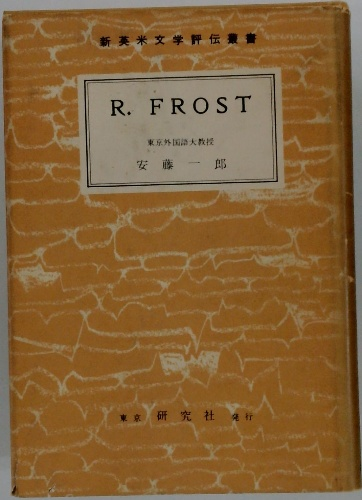 新英米文学評伝叢書
R. FROST
東京外国語大教授
安藤一郎
東京 研究社 発行